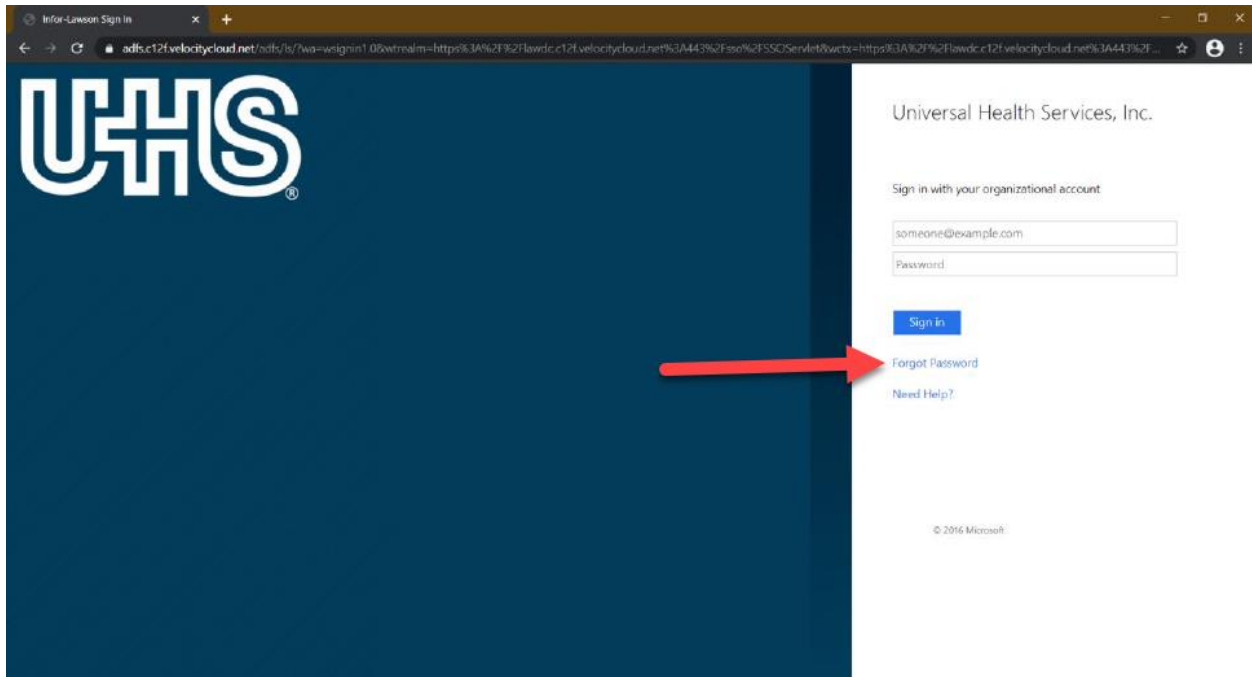 Infor-Lawson Sign In
adfs.c12f.velocitycloud.net/adfs/ls/?wa=wsignin1.0&wtrealm=https%3A%2F%2Flawdc.c12f.velocitycloud.net%3A443%2Fsso%2FSSOServlet&wctx=https%3A%2F%2Flawdc.c12f.velocitycloud.net%3A443%2F...
UHS
®
Universal Health Services, Inc.
Sign in with your organizational account
someone@example.com
Password
Sign in
Forgot Password
Need Help?
© 2016 Microsoft